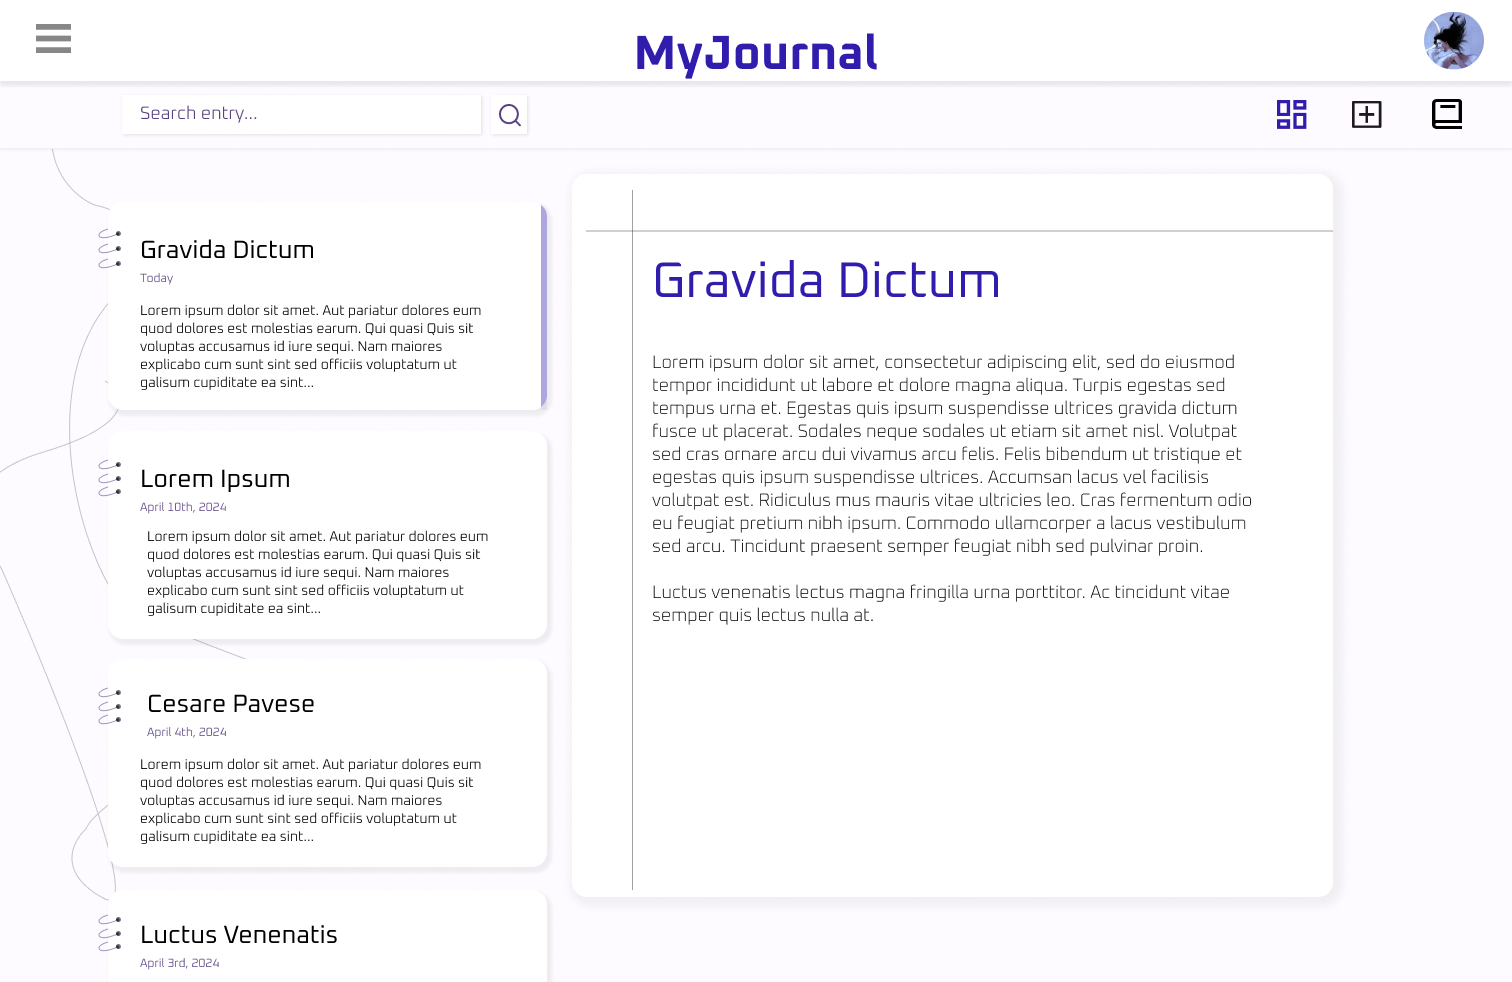 MyJournal
Search entry...
Gravida Dictum
Today
Lorem ipsum dolor sit amet. Aut pariatur dolores eum
quod dolores est molestias earum. Qui quasi Quis sit
voluptas accusamus id iure sequi. Nam maiores
explicabo cum sunt sint sed officiis voluptatum ut
galisum cupiditate ea sint...
Lorem Ipsum
April 10th, 2024
Lorem ipsum dolor sit amet. Aut pariatur dolores eum
quod dolores est molestias earum. Qui quasi Quis sit
voluptas accusamus id iure sequi. Nam maiores
explicabo cum sunt sint sed officiis voluptatum ut
galisum cupiditate ea sint...
Cesare Pavese
April 4th, 2024
Lorem ipsum dolor sit amet. Aut pariatur dolores eum
quod dolores est molestias earum. Qui quasi Quis sit
voluptas accusamus id iure sequi. Nam maiores
explicabo cum sunt sint sed officiis voluptatum ut
galisum cupiditate ea sint...
Luctus Venenatis
April 3rd, 2024
Gravida Dictum
Lorem ipsum dolor sit amet, consectetur adipiscing elit, sed do eiusmod
tempor incididunt ut labore et dolore magna aliqua. Turpis egestas sed
tempus urna et. Egestas quis ipsum suspendisse ultrices gravida dictum
fusce ut placerat. Sodales neque sodales ut etiam sit amet nisl. Volutpat
sed cras ornare arcu dui vivamus arcu felis. Felis bibendum ut tristique et
egestas quis ipsum suspendisse ultrices. Accumsan lacus vel facilisis
volutpat est. Ridiculus mus mauris vitae ultricies leo. Cras fermentum odio
eu feugiat pretium nibh ipsum. Commodo ullamcorper a lacus vestibulum
sed arcu. Tincidunt praesent semper feugiat nibh sed pulvinar proin.
Luctus venenatis lectus magna fringilla urna porttitor. Ac tincidunt vitae
semper quis lectus nulla at.